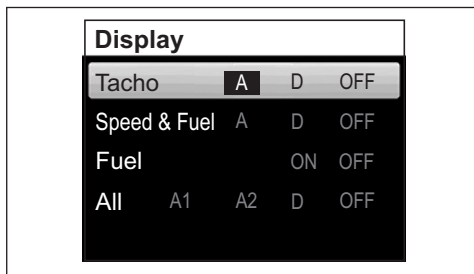 Display
Tacho A D OFF
Speed & Fuel A D OFF
Fuel ON OFF
All A1 A2 D OFF